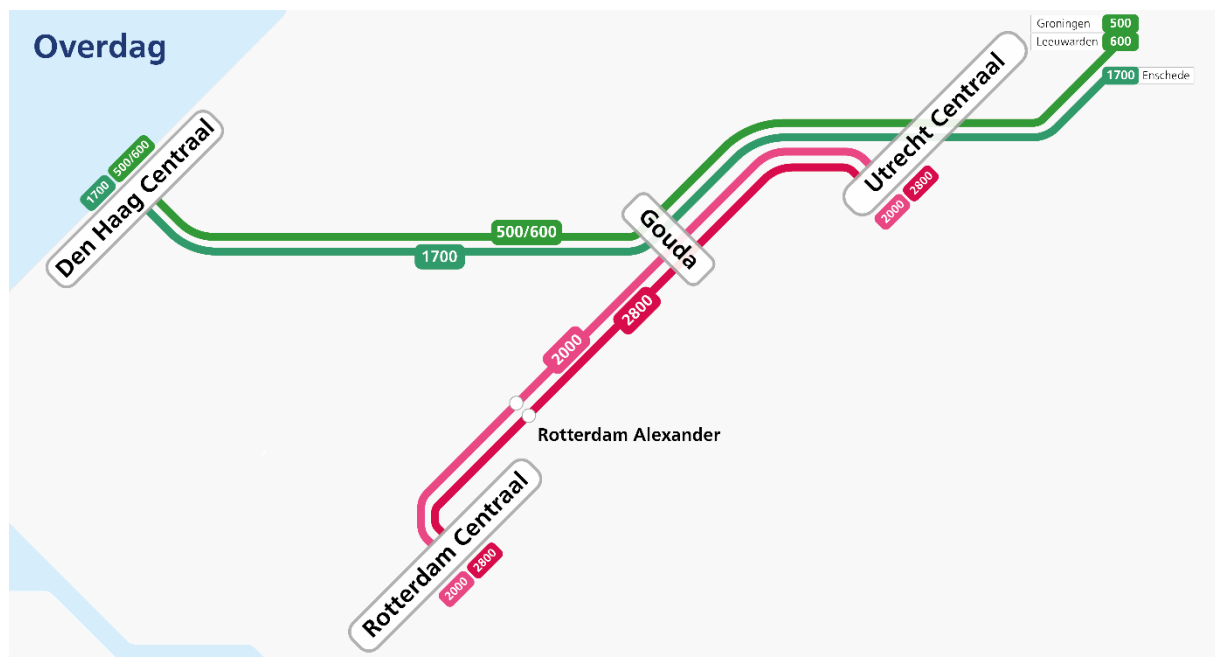 Overdag
Groningen 500
Leeuwarden 600
1700 Enschede
Utrecht Centraal
2000 2800
1700 500/600
Den Haag Centraal
500/600
1700
Gouda
2800
2000
Rotterdam Alexander
Rotterdam Centraal
2000 2800